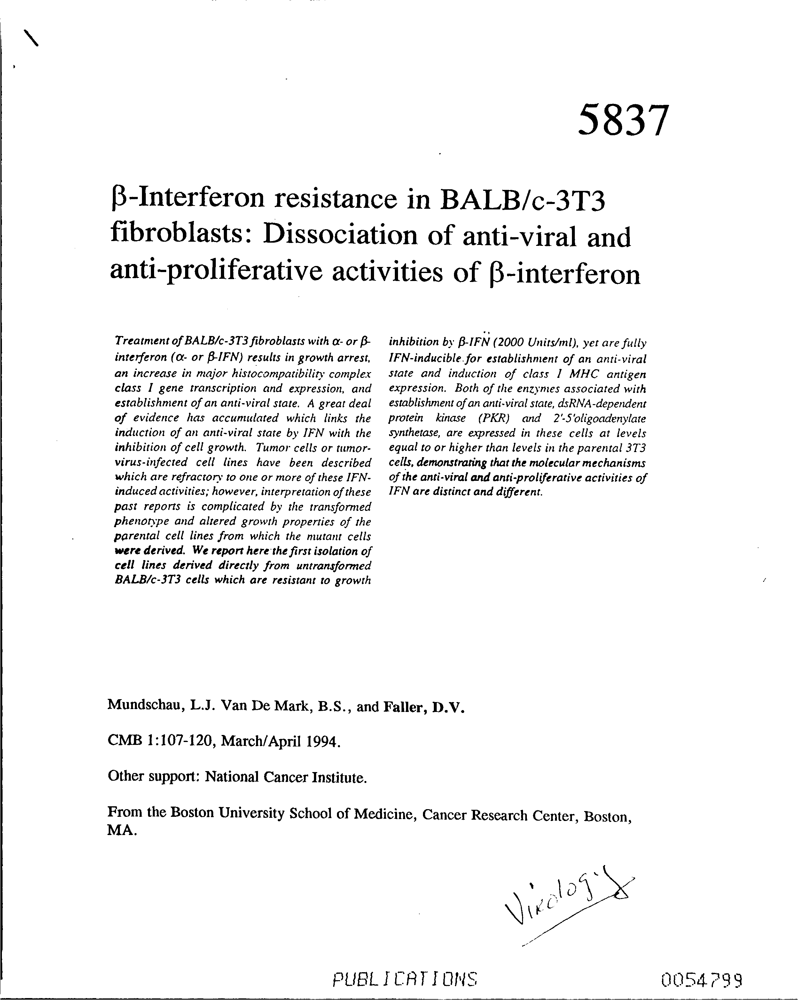 5837
β-Interferon resistance in BALB/c-3T3
fibroblasts: Dissociation of anti-viral and
anti-proliferative activities of β-interferon
Treatment of BALB/c-3T3 fibroblasts with α- or β-
interferon (α- or β-IFN) results in growth arrest,
an increase in major histocompatibility complex
class I gene transcription and expression, and
establishment of an anti-viral state. A great deal
of evidence has accumulated which links the
induction of an anti-viral state by IFN with the
inhibition of cell growth. Tumor cells or tumor-
virus-infected cell lines have been described
which are refractory to one or more of these IFN-
induced activities; however, interpretation of these
past reports is complicated by the transformed
phenotype and altered growth properties of the
parental cell lines from which the mutant cells
were derived. We report here the first isolation of
cell lines derived directly from untransformed
BALB/c-3T3 cells which are resistant to growth
inhibition by β-IFN (2000 Units/ml), yet are fully
IFN-inducible for establishment of an anti-viral
state and induction of class I MHC antigen
expression. Both of the enzymes associated with
establishment of an anti-viral state, dsRNA-dependent
protein kinase (PKR) and 2'-5'oligoadenylate
synthetase, are expressed in these cells at levels
equal to or higher than levels in the parental 3T3
cells, demonstrating that the molecular mechanisms
of the anti-viral and anti-proliferative activities of
IFN are distinct and different.
Mundschau, L.J. Van De Mark, B.S., and Faller, D.V.
CMB 1:107-120, March/April 1994.
Other support: National Cancer Institute.
From the Boston University School of Medicine, Cancer Research Center, Boston,
MA.
Virology
PUBLICATIONS
0054799